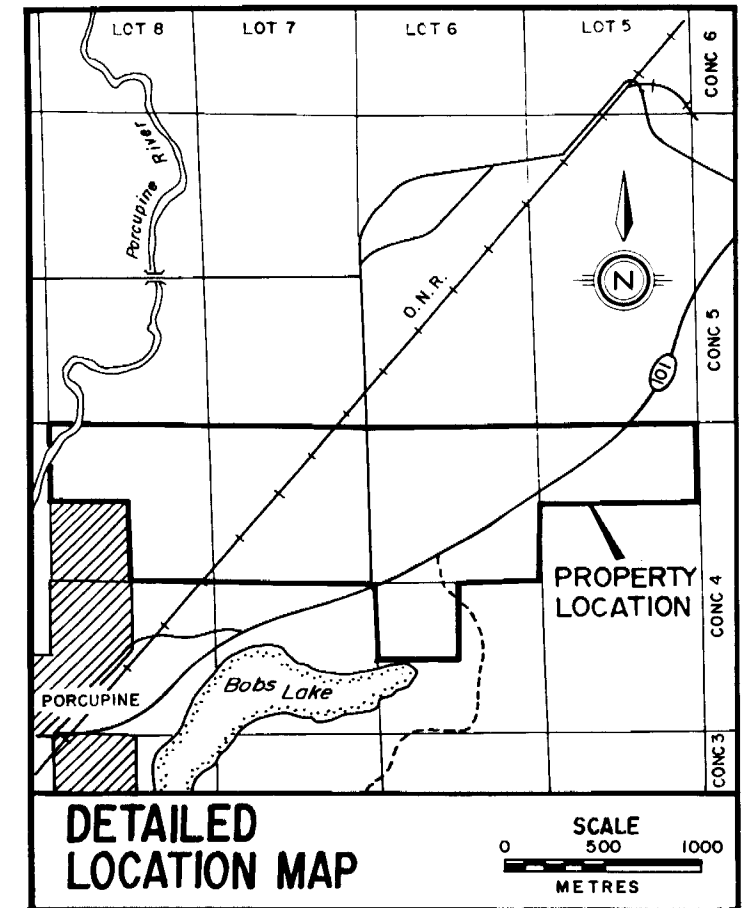 LOT 8
LOT 7
LOT 6
LOT 5
CONC 6
Porcupine River
N
O.N.R.
CONC 5
101
PROPERTY
LOCATION
CONC 4
Bobs Lake
PORCUPINE
CONC 3
DETAILED
LOCATION MAP
SCALE
0 500 1000
METRES